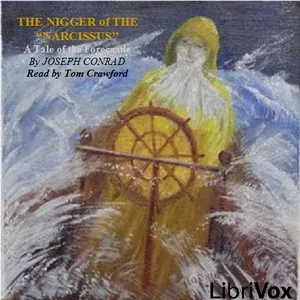 THE NIGGER of THE
"NARCISSUS"
A Tale of the Forecastle
By JOSEPH CONRAD
Read by Tom Crawford
LibriVox